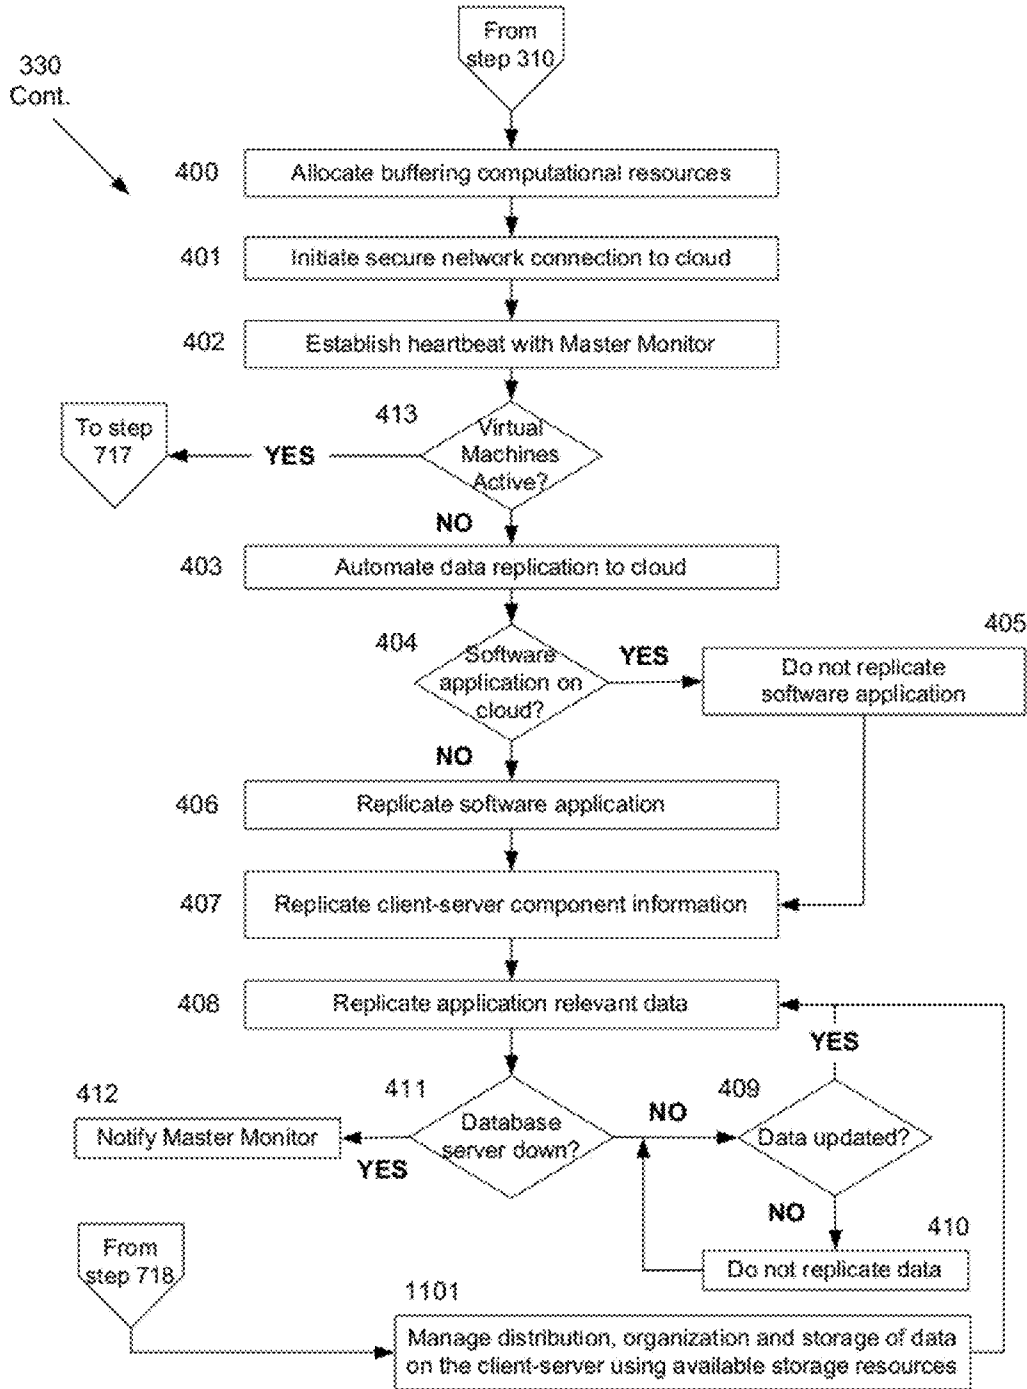 From
step 310
330
Cont.
400
Allocate buffering computational resources
401
Initiate secure network connection to cloud
402
Establish heartbeat with Master Monitor
413
Virtual
Machines
Active?
YES
To step
717
NO
403
Automate data replication to cloud
404
Software
application on
cloud?
YES
405
Do not replicate
software application
NO
406
Replicate software application
407
Replicate client-server component information
408
Replicate application relevant data
YES
411
Database
server down?
412
Notify Master Monitor
YES
NO
409
Data updated?
NO
410
Do not replicate data
From
step 718
1101
Manage distribution, organization and storage of data
on the client-server using available storage resources